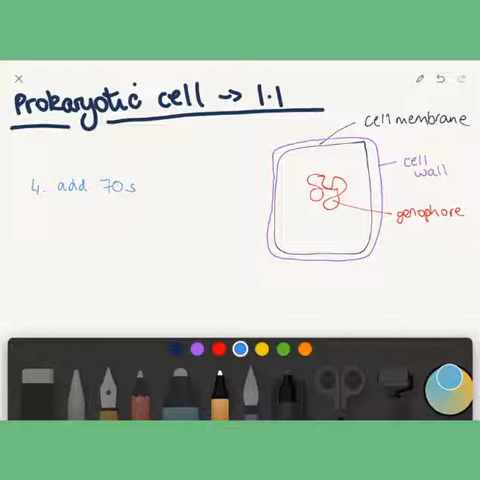 Prokaryotic cell → 1.1
cell membrane
cell
wall
4. add 70s
genophore